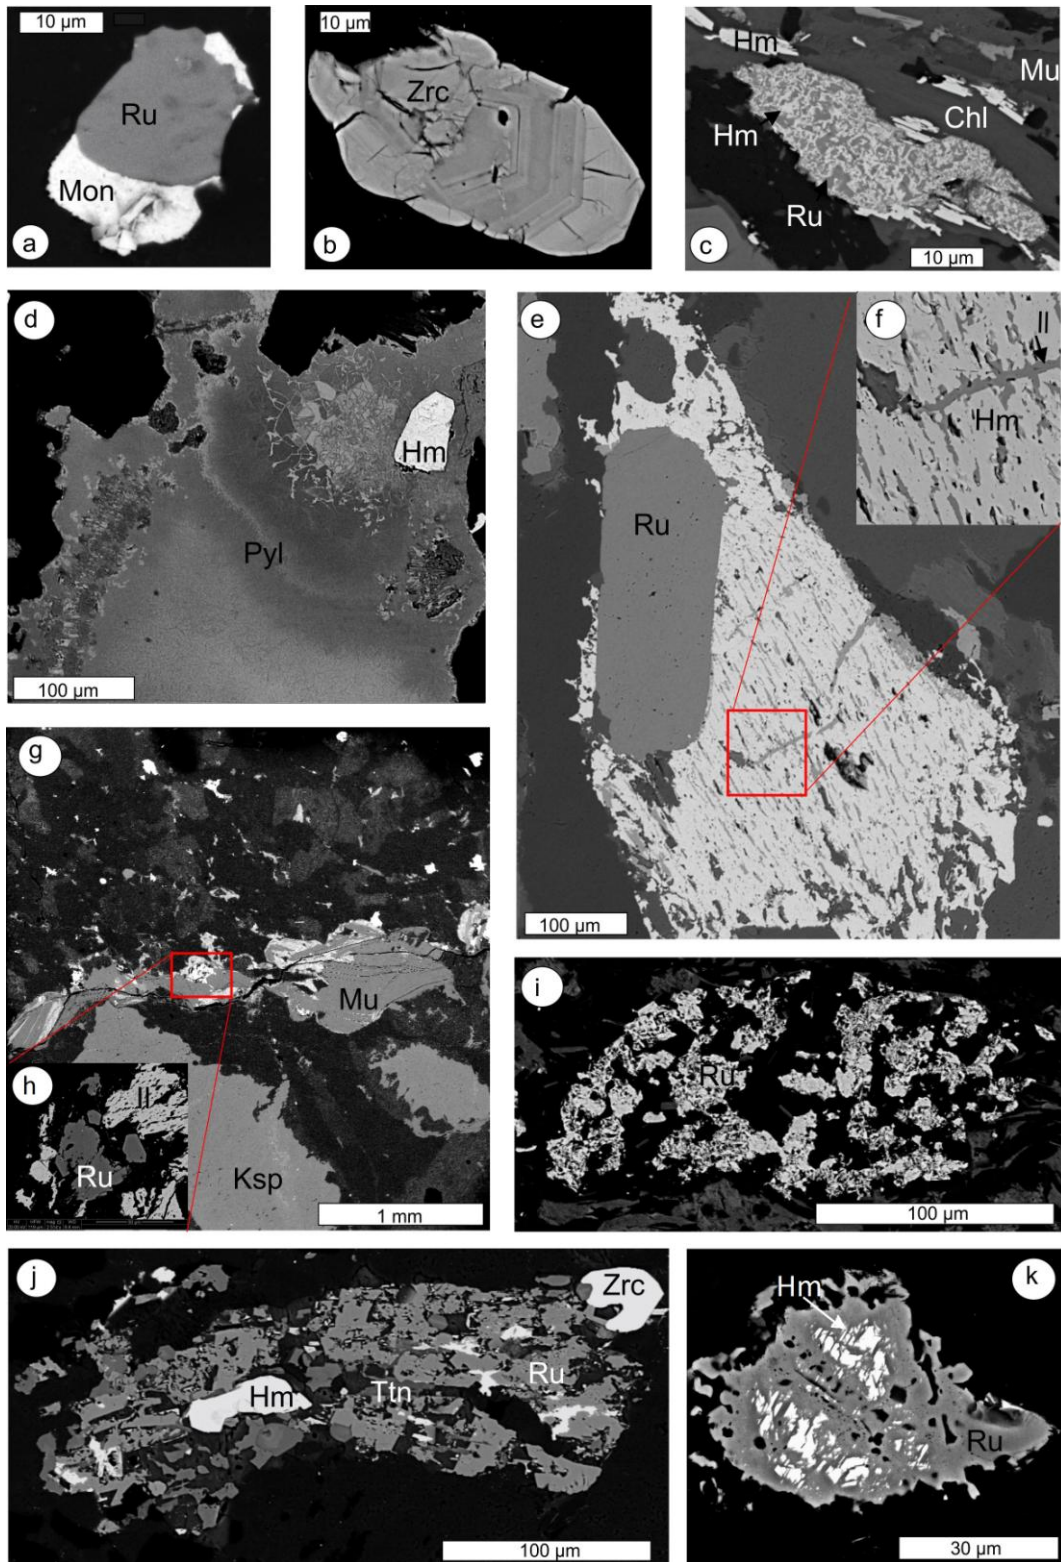 10 µm
Ru
Mon
a
10 µm
Zrc
b
Hm
Mu
Chl
Hm
Ru
c
10 µm
d
Hm
Pyl
100 µm
e
f
Il
Hm
Ru
100 µm
g
Mu
h
Il
Ru
Ksp
1 mm
i
Ru
100 µm
j
Zrc
Hm
Ttn
Ru
100 µm
k
Hm
Ru
30 µm